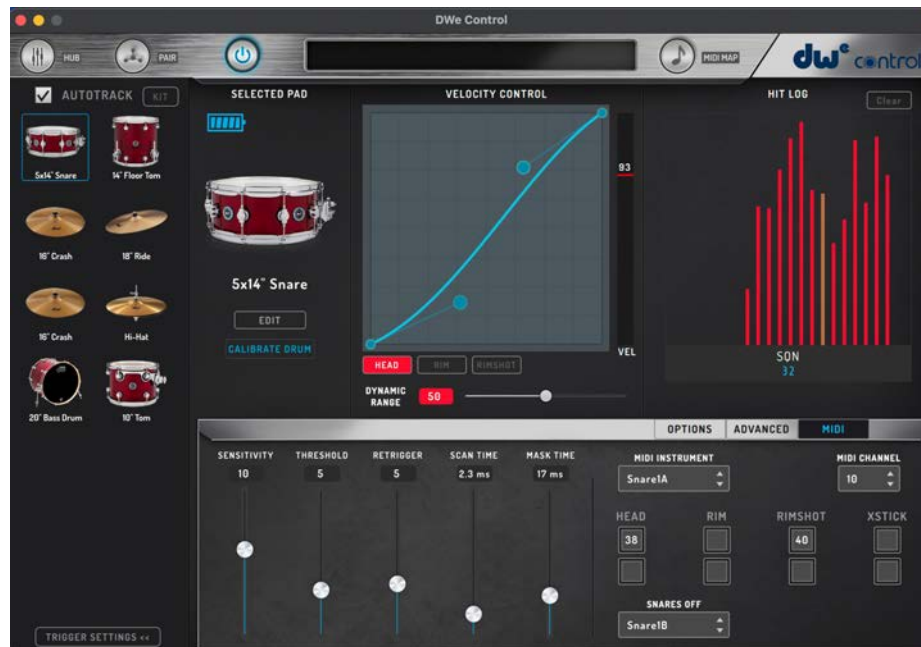 DWe Control
HUB
PAIR
MIDI MAP
dwe control
AUTOTRACK
KIT
5x14" Snare
14" Floor Tom
16" Crash
18" Ride
16" Crash
Hi-Hat
20" Bass Drum
10" Tom
TRIGGER SETTINGS <<
SELECTED PAD
5x14" Snare
EDIT
CALIBRATE DRUM
VELOCITY CONTROL
93
VEL
HEAD
RIM
RIMSHOT
DYNAMIC
RANGE
50
HIT LOG
Clear
SQN
32
OPTIONS
ADVANCED
MIDI
SENSITIVITY
THRESHOLD
RETRIGGER
SCAN TIME
MASK TIME
10
5
5
2.3 ms
17 ms
MIDI INSTRUMENT
MIDI CHANNEL
Snare1A
10
HEAD
RIM
RIMSHOT
XSTICK
38
40
SNARES OFF
Snare1B